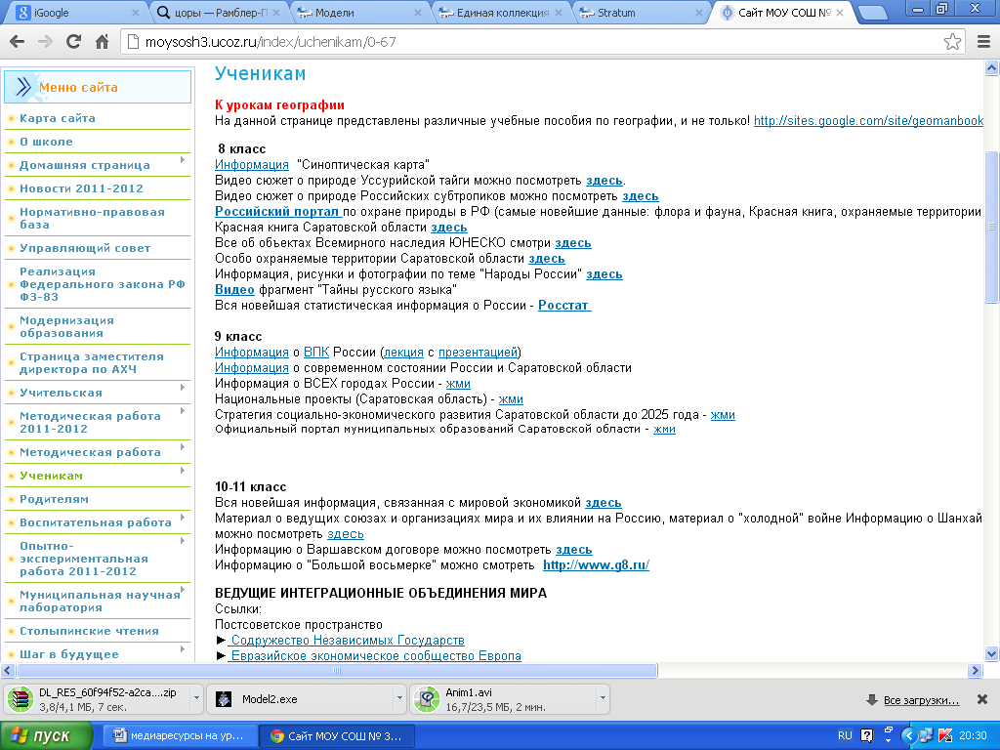 iGoogle
цоры — Рамблер-П
Модели
Единая коллекция
Stratum
Сайт МОУ СОШ №
moysosh3.ucoz.ru/index/uchenikam/0-67
Меню сайта
Карта сайта
О школе
Домашняя страница
Новости 2011-2012
Нормативно-правовая
база
Управляющий совет
Реализация
Федерального закона РФ
ФЗ-83
Модернизация
образования
Страница заместителя
директора по АХЧ
Учительская
Методическая работа
2011-2012
Методическая работа
Ученикам
Родителям
Воспитательная работа
Опытно-
экспериментальная
работа 2011-2012
Муниципальная научная
лаборатория
Столыпинские чтения
Шаг в будущее
Ученикам
К урокам географии
На данной странице представлены различные учебные пособия по географии, и не только! http://sites.google.com/site/geomanbook
8 класс
Информация "Синоптическая карта"
Видео сюжет о природе Уссурийской тайги можно посмотреть здесь.
Видео сюжет о природе Российских субтропиков можно посмотреть здесь
Российский портал по охране природы в РФ (самые новейшие данные: флора и фауна, Красная книга, охраняемые территории
Красная книга Саратовской области здесь
Все об объектах Всемирного наследия ЮНЕСКО смотри здесь
Особо охраняемые территории Саратовской области здесь
Информация, рисунки и фотографии по теме "Народы России" здесь
Видео фрагмент "Тайны русского языка"
Вся новейшая статистическая информация о России - Росстат
9 класс
Информация о ВПК России (лекция с презентацией)
Информация о современном состоянии России и Саратовской области
Информация о ВСЕХ городах России - жми
Национальные проекты (Саратовская область) - жми
Стратегия социально-экономического развития Саратовской области до 2025 года - жми
Официальный портал муниципальных образований Саратовской области - жми
10-11 класс
Вся новейшая информация, связанная с мировой экономикой здесь
Материал о ведущих союзах и организациях мира и их влиянии на Россию, материал о "холодной" войне Информацию о Шанхай
можно посмотреть здесь
Информацию о Варшавском договоре можно посмотреть здесь
Информацию о "Большой восьмерке" можно смотреть http://www.g8.ru/
ВЕДУЩИЕ ИНТЕГРАЦИОННЫЕ ОБЪЕДИНЕНИЯ МИРА
Ссылки:
Постсоветское пространство
► Содружество Независимых Государств
► Евразийское экономическое сообщество Европа
DL_RES_60f94f52-a2ca....zip
3,8/4,1 МБ, 7 сек.
Model2.exe
Anim1.avi
16,7/23,5 МБ, 2 мин.
Все загрузки...
пуск
медиаресурсы на ур...
Сайт МОУ СОШ № 3...
RU
20:30